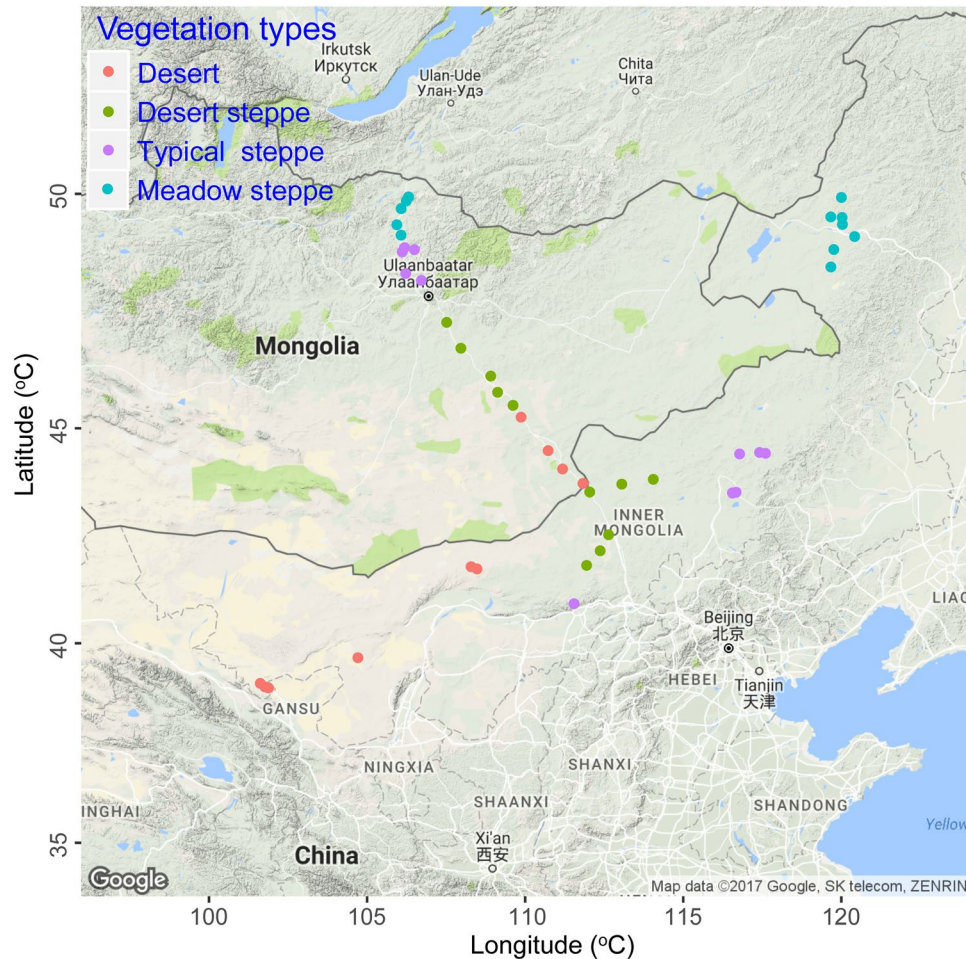 Vegetation types
Desert
Desert steppe
Typical steppe
Meadow steppe
Irkutsk
Иркутск
Ulan-Ude
Улан-Удэ
Chita
Чита
Ulaanbaatar
Улаанбаатар
Mongolia
INNER
MONGOLIA
Beijing
北京
LIAO
HEBEI
Tianjin
天津
GANSU
NINGXIA
SHANXI
SHAANXI
SHANDONG
INGHAI
Xi'an
西安
China
Yellow
Google
Map data ©2017 Google, SK telecom, ZENRIN
50
45
40
35
Latitude (°C)
100
105
110
115
120
Longitude (°C)